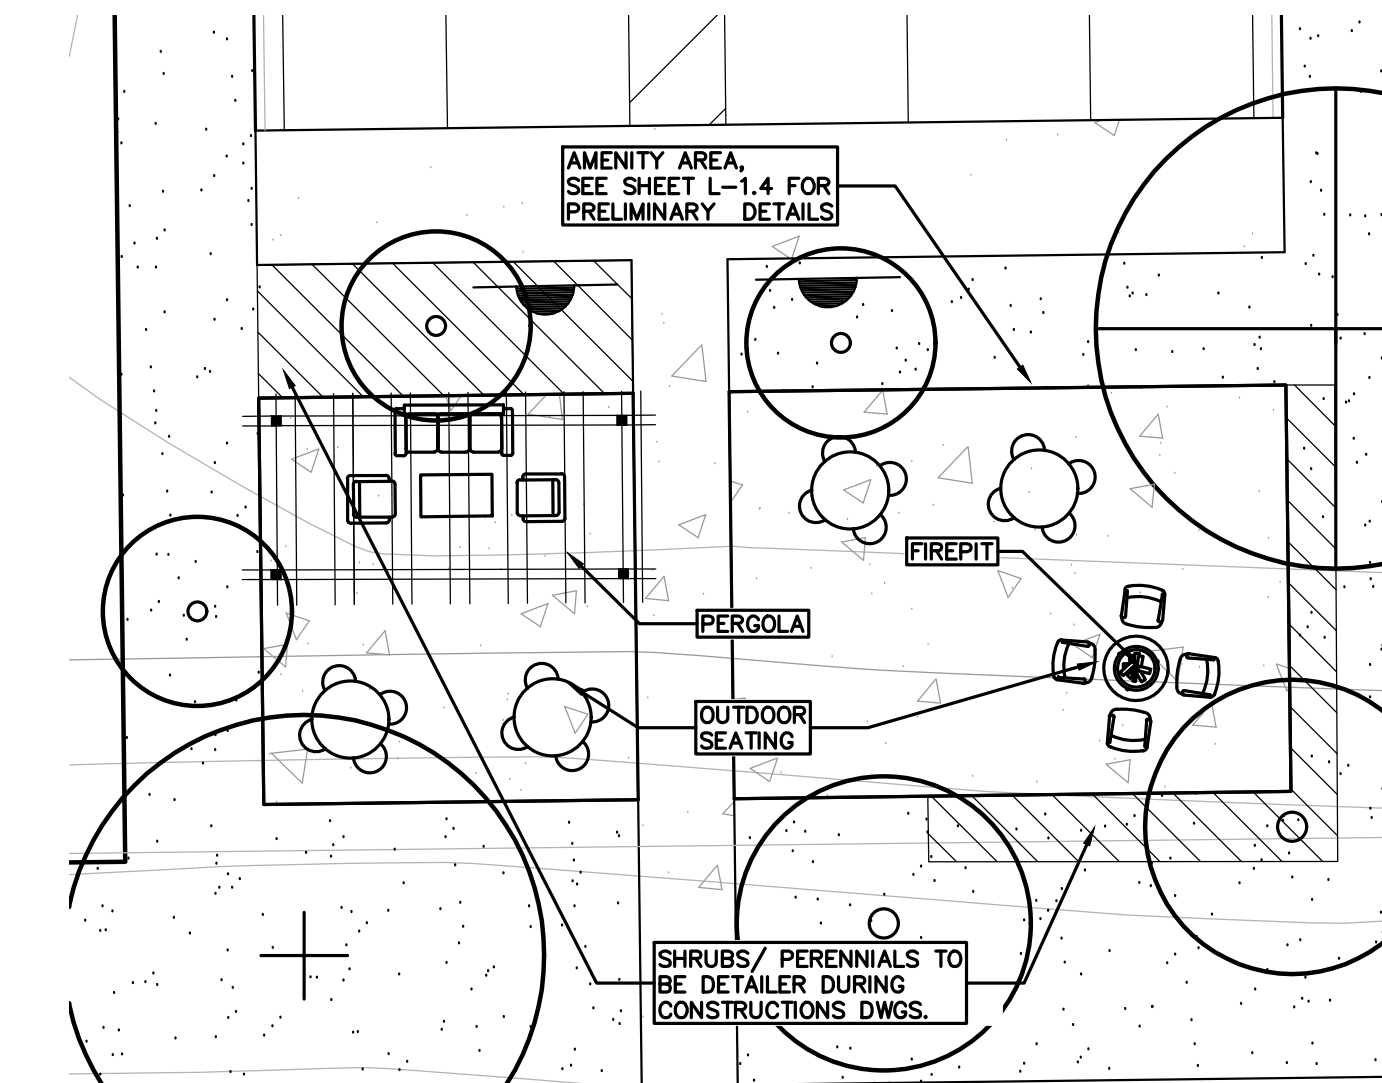 AMENITY AREA,
SEE SHEET L-1.4 FOR
PRELIMINARY DETAILS
FIREPIT
PERGOLA
OUTDOOR
SEATING
SHRUBS/ PERENNIALS TO
BE DETAILER DURING
CONSTRUCTIONS DWGS.